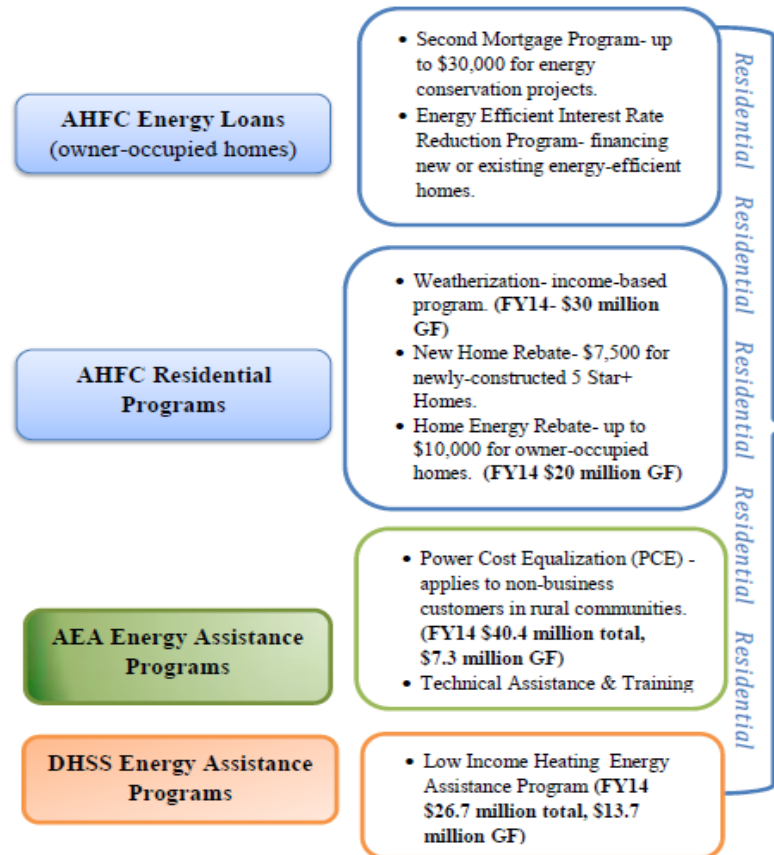 AHFC Energy Loans
(owner-occupied homes)
• Second Mortgage Program- up
to $30,000 for energy
conservation projects.
• Energy Efficient Interest Rate
Reduction Program- financing
new or existing energy-efficient
homes.
AHFC Residential
Programs
• Weatherization- income-based
program. (FY14- $30 million
GF)
• New Home Rebate- $7,500 for
newly-constructed 5 Star+
Homes.
• Home Energy Rebate- up to
$10,000 for owner-occupied
homes. (FY14 $20 million GF)
AEA Energy Assistance
Programs
• Power Cost Equalization (PCE) -
applies to non-business
customers in rural communities.
(FY14 $40.4 million total,
$7.3 million GF)
• Technical Assistance & Training
DHSS Energy Assistance
Programs
• Low Income Heating Energy
Assistance Program (FY14
$26.7 million total, $13.7
million GF)
Residential Residential Residential Residential Residential